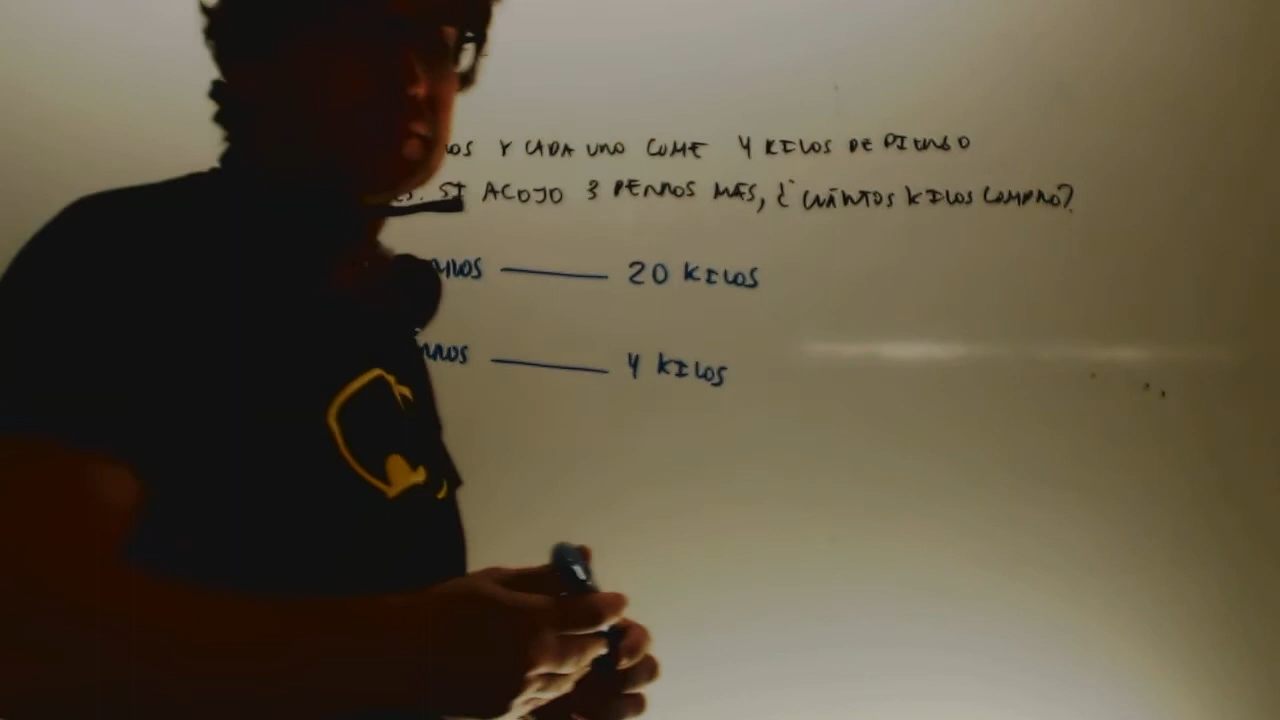 Y CADA UNO COME 4 KILOS DE PIENSO
SI ACOJO 3 PERROS MÁS, ¿CUÁNTOS KILOS COMPRO?
20 KILOS
4 KILOS